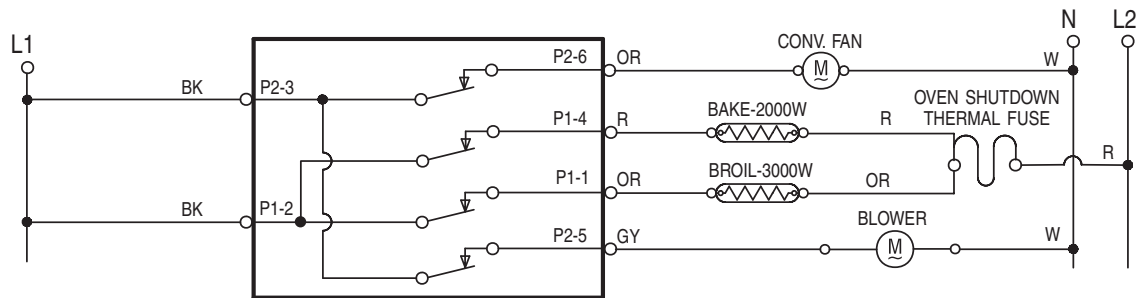 L1
N
L2
CONV. FAN
BK
P2-3
P2-6
OR
M
W
OVEN SHUTDOWN
THERMAL FUSE
P1-4
R
BAKE-2000W
R
R
P1-1
OR
BROIL-3000W
OR
BK
P1-2
BLOWER
P2-5
GY
M
W